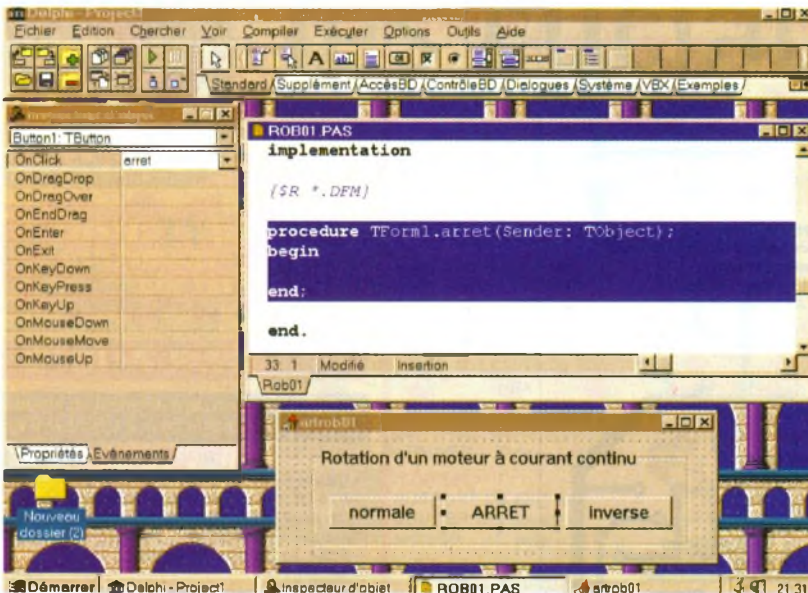 Delphi - Project1
Fichier Edition Chercher Voir Compiler Exécuter Options Outils Aide
Standard Supplément AccèsBD ContrôleBD Dialogues Système VBX Exemples
Button1: TButton
OnClick arret
OnDragDrop
OnDragOver
OnEndDrag
OnEnter
OnExit
OnKeyDown
OnKeyPress
OnKeyUp
OnMouseDown
OnMouseMove
OnMouseUp
Propriétés Evénements
ROB01.PAS
implementation
{$R *.DFM}
procedure TForm1.arret(Sender: TObject);
begin
end;
end.
33: 1 Modifié Insertion
Rob01
artrob01
Rotation d'un moteur à courant continu
normale ARRET inverse
Nouveau
dossier (2)
Démarrer Delphi - Project1 Inspecteur d'objet ROB01.PAS artrob01 21:31